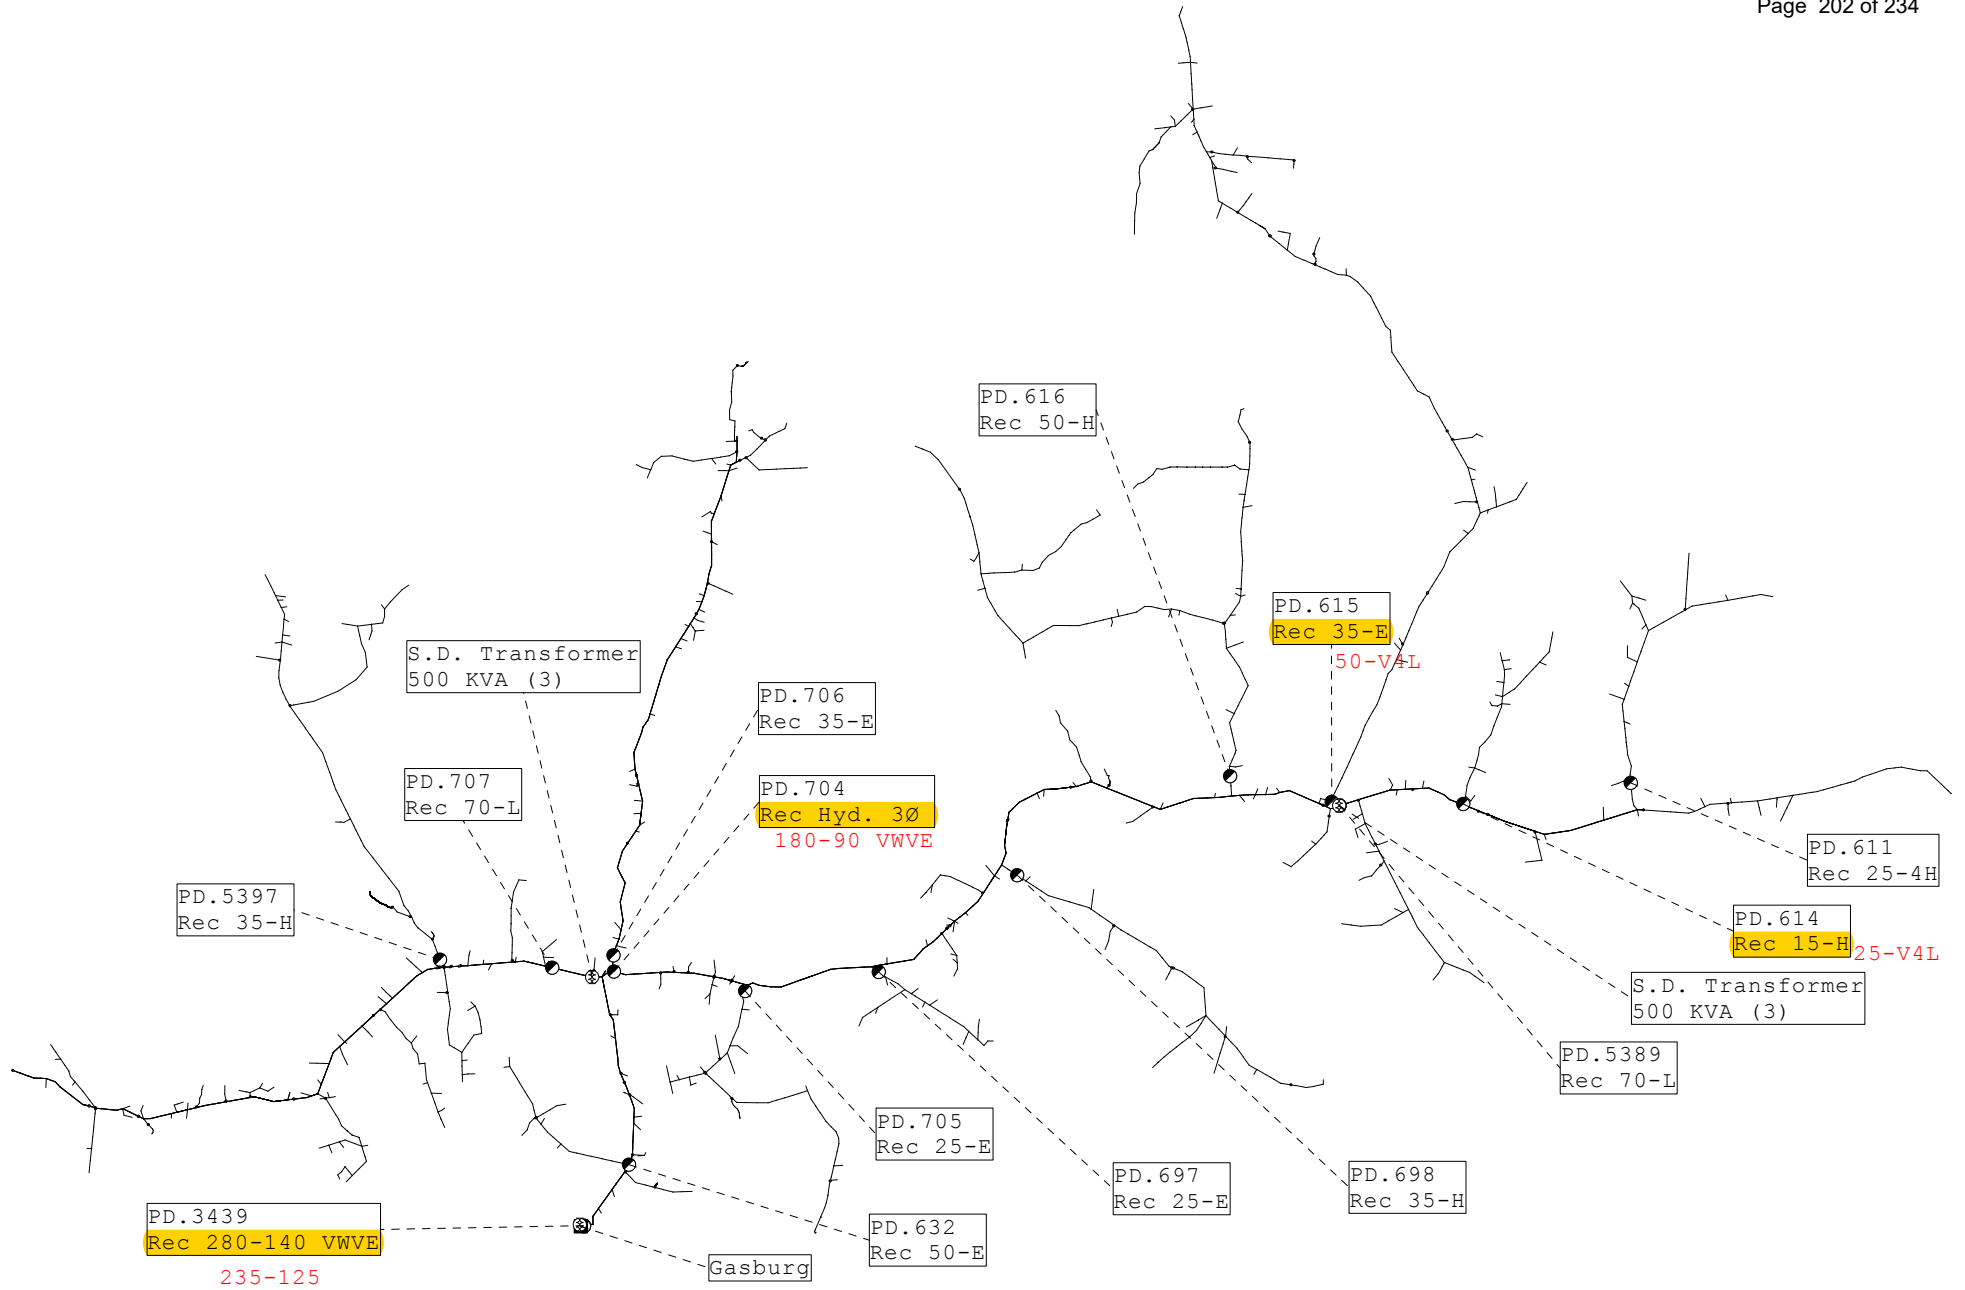 Page 202 of 234
PD.616
Rec 50-H
PD.615
Rec 35-E
50-V4L
S.D. Transformer
500 KVA (3)
PD.706
Rec 35-E
PD.707
Rec 70-L
PD.704
Rec Hyd. 3Ø
180-90 VWVE
PD.611
Rec 25-4H
PD.5397
Rec 35-H
PD.614
Rec 15-H
25-V4L
S.D. Transformer
500 KVA (3)
PD.5389
Rec 70-L
PD.705
Rec 25-E
PD.697
Rec 25-E
PD.698
Rec 35-H
PD.3439
Rec 280-140 VWVE
235-125
PD.632
Rec 50-E
Gasburg